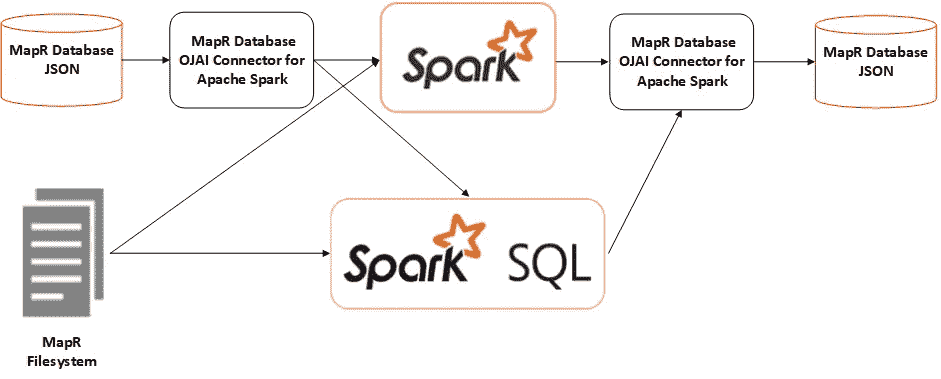 MapR Database
JSON
MapR Database
OJAI Connector for
Apache Spark
Spark
MapR Database
OJAI Connector for
Apache Spark
MapR Database
JSON
Spark SQL
MapR
Filesystem